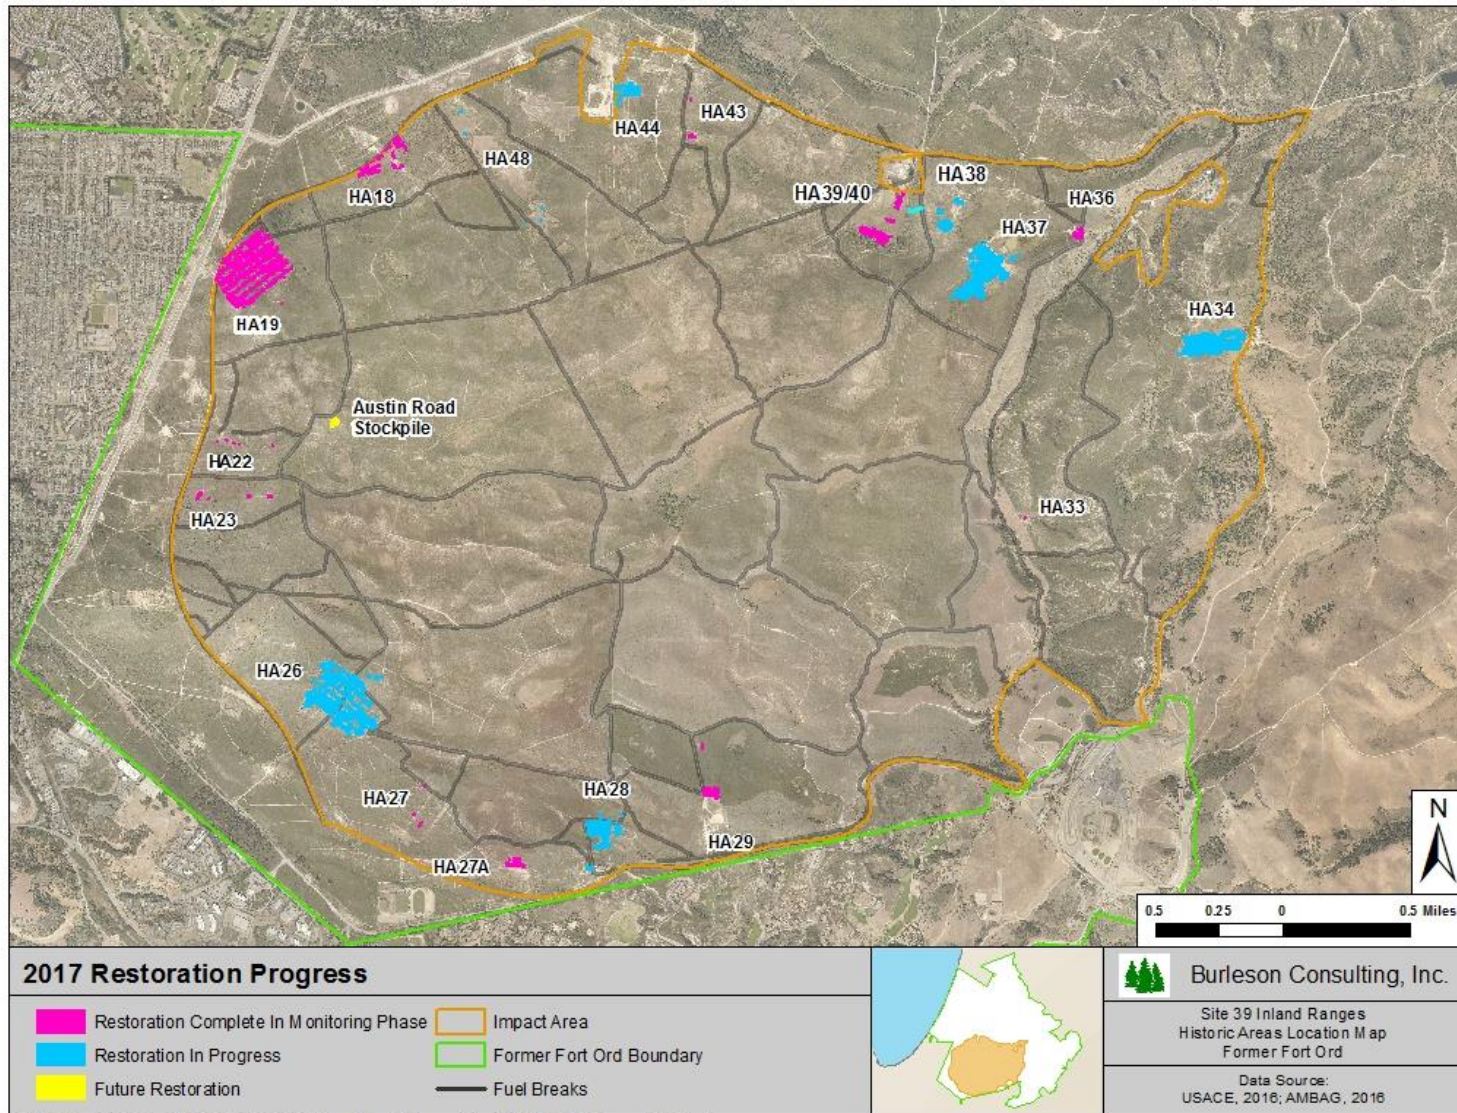 HA44
HA43
HA48
HA18
HA39/40
HA38
HA36
HA37
HA19
HA34
Austin Road
Stockpile
HA22
HA23
HA33
HA26
HA27
HA28
HA27A
HA29
N
0.5 0.25 0 0.5 Miles
2017 Restoration Progress
Restoration Complete In Monitoring Phase
Restoration In Progress
Future Restoration
Impact Area
Former Fort Ord Boundary
Fuel Breaks
Burleson Consulting, Inc.
Site 39 Inland Ranges
Historic Areas Location Map
Former Fort Ord
Data Source:
USACE, 2016; AMBAG, 2016